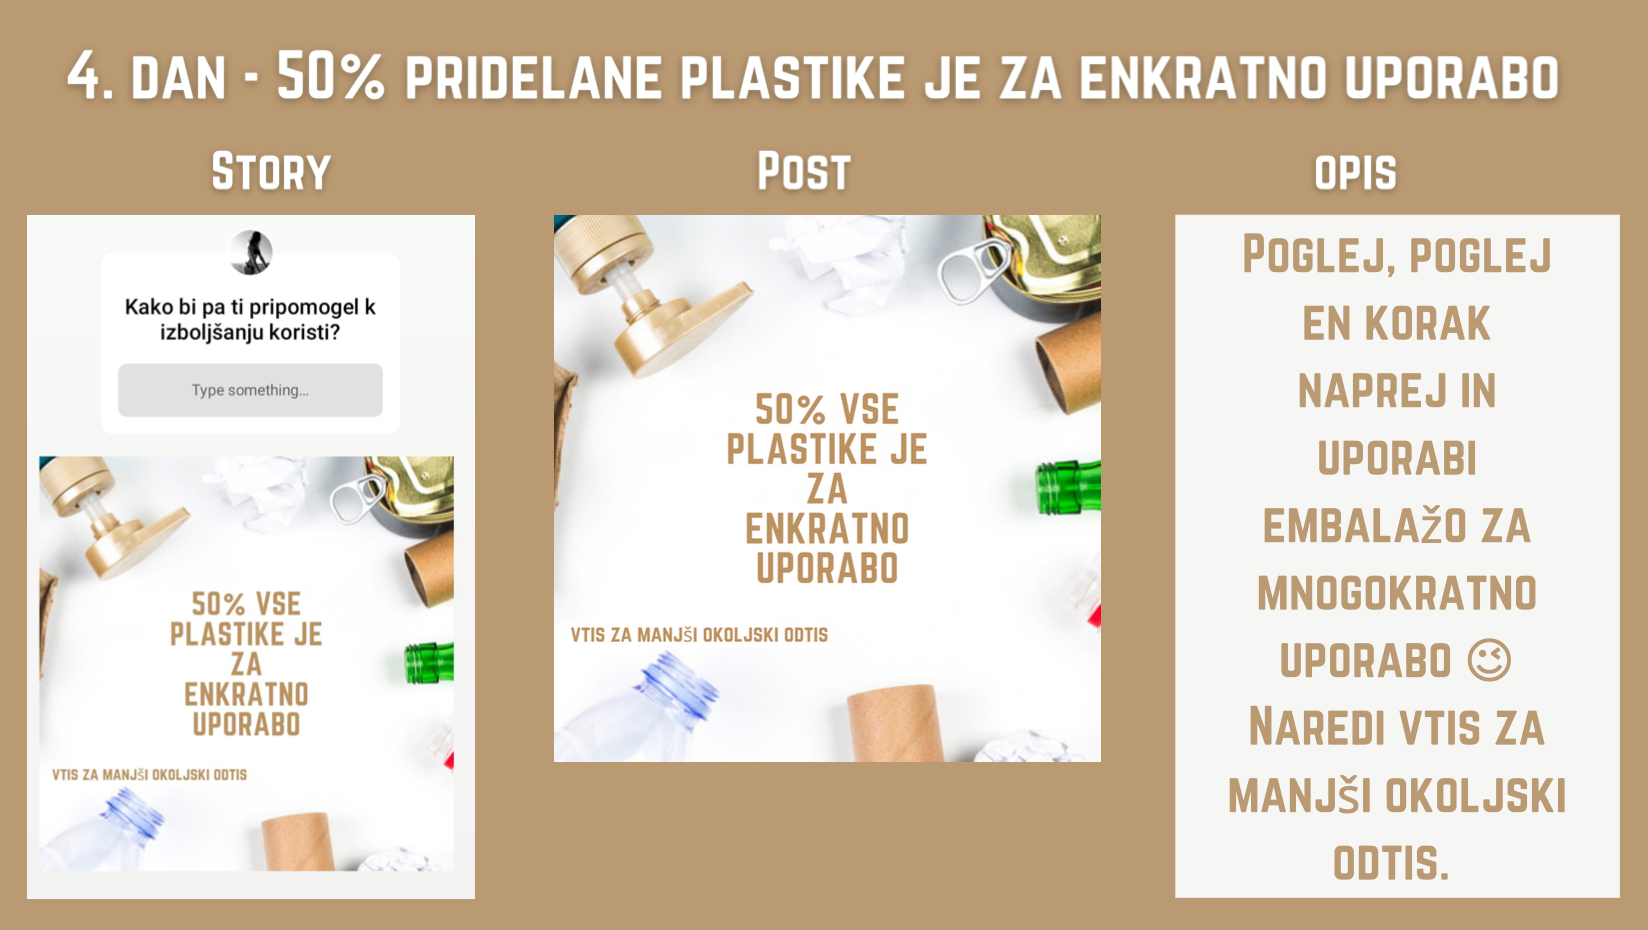 4. DAN - 50% PRIDELANE PLASTIKE JE ZA ENKRATNO UPORABO
STORY
POST
OPIS
Kako bi pa ti pripomogel k
izboljšanju koristi?
Type something...
50% VSE
PLASTIKE JE
ZA
ENKRATNO
UPORABO
VTIS ZA MANJŠI OKOLJSKI ODTIS
50% VSE
PLASTIKE JE
ZA
ENKRATNO
UPORABO
VTIS ZA MANJŠI OKOLJSKI ODTIS
POGLEJ, POGLEJ
EN KORAK
NAPREJ IN
UPORABI
EMBALAŽO ZA
MNOGOKRATNO
UPORABO 😉
NAREDI VTIS ZA
MANJŠI OKOLJSKI
ODTIS.